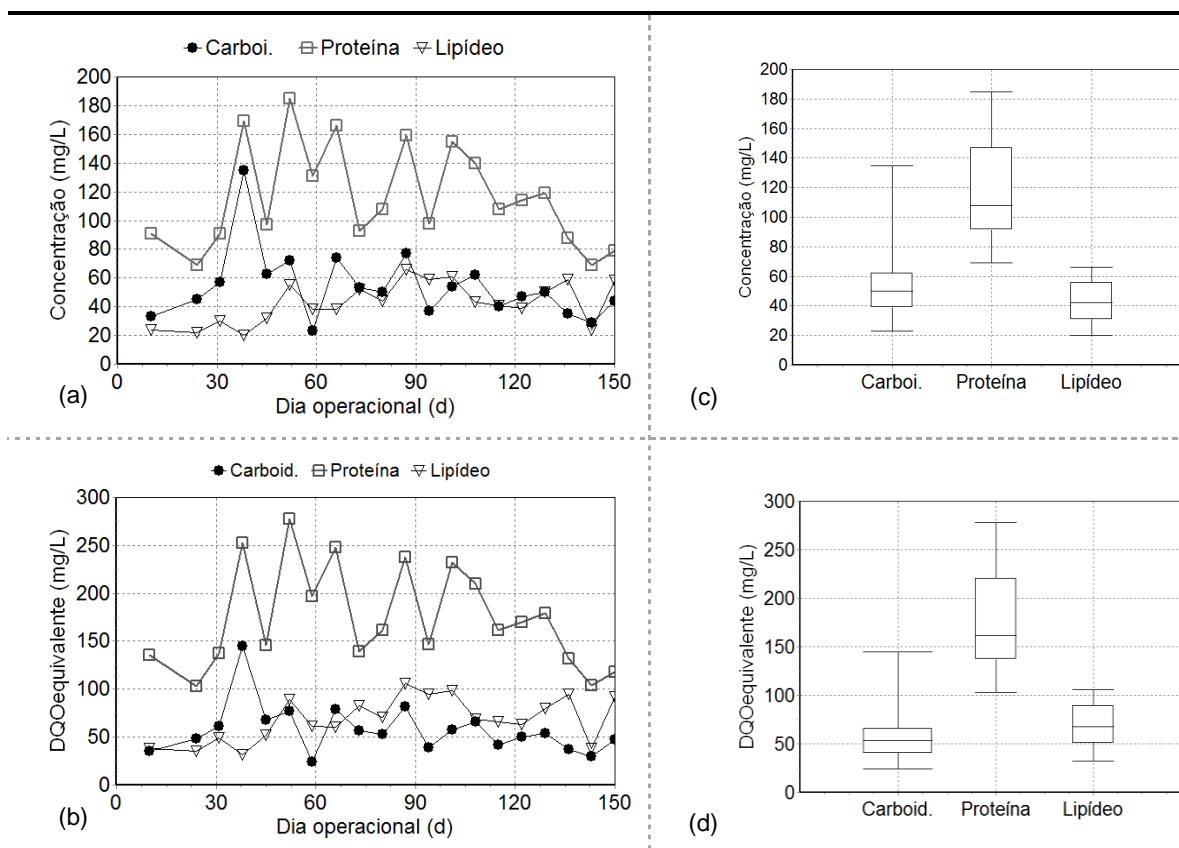 Carboi. Proteína Lipídeo
200
180
160
140
120
100
80
60
40
20
0
Concentração (mg/L)
0 30 60 90 120 150
Dia operacional (d)
(a)
200
180
160
140
120
100
80
60
40
20
0
Concentração (mg/L)
Carboi. Proteína Lipídeo
(c)
Carboid. Proteína Lipídeo
300
250
200
150
100
50
0
DQOequivalente (mg/L)
0 30 60 90 120 150
Dia operacional (d)
(b)
300
250
200
150
100
50
0
DQOequivalente (mg/L)
Carboid. Proteína Lipídeo
(d)